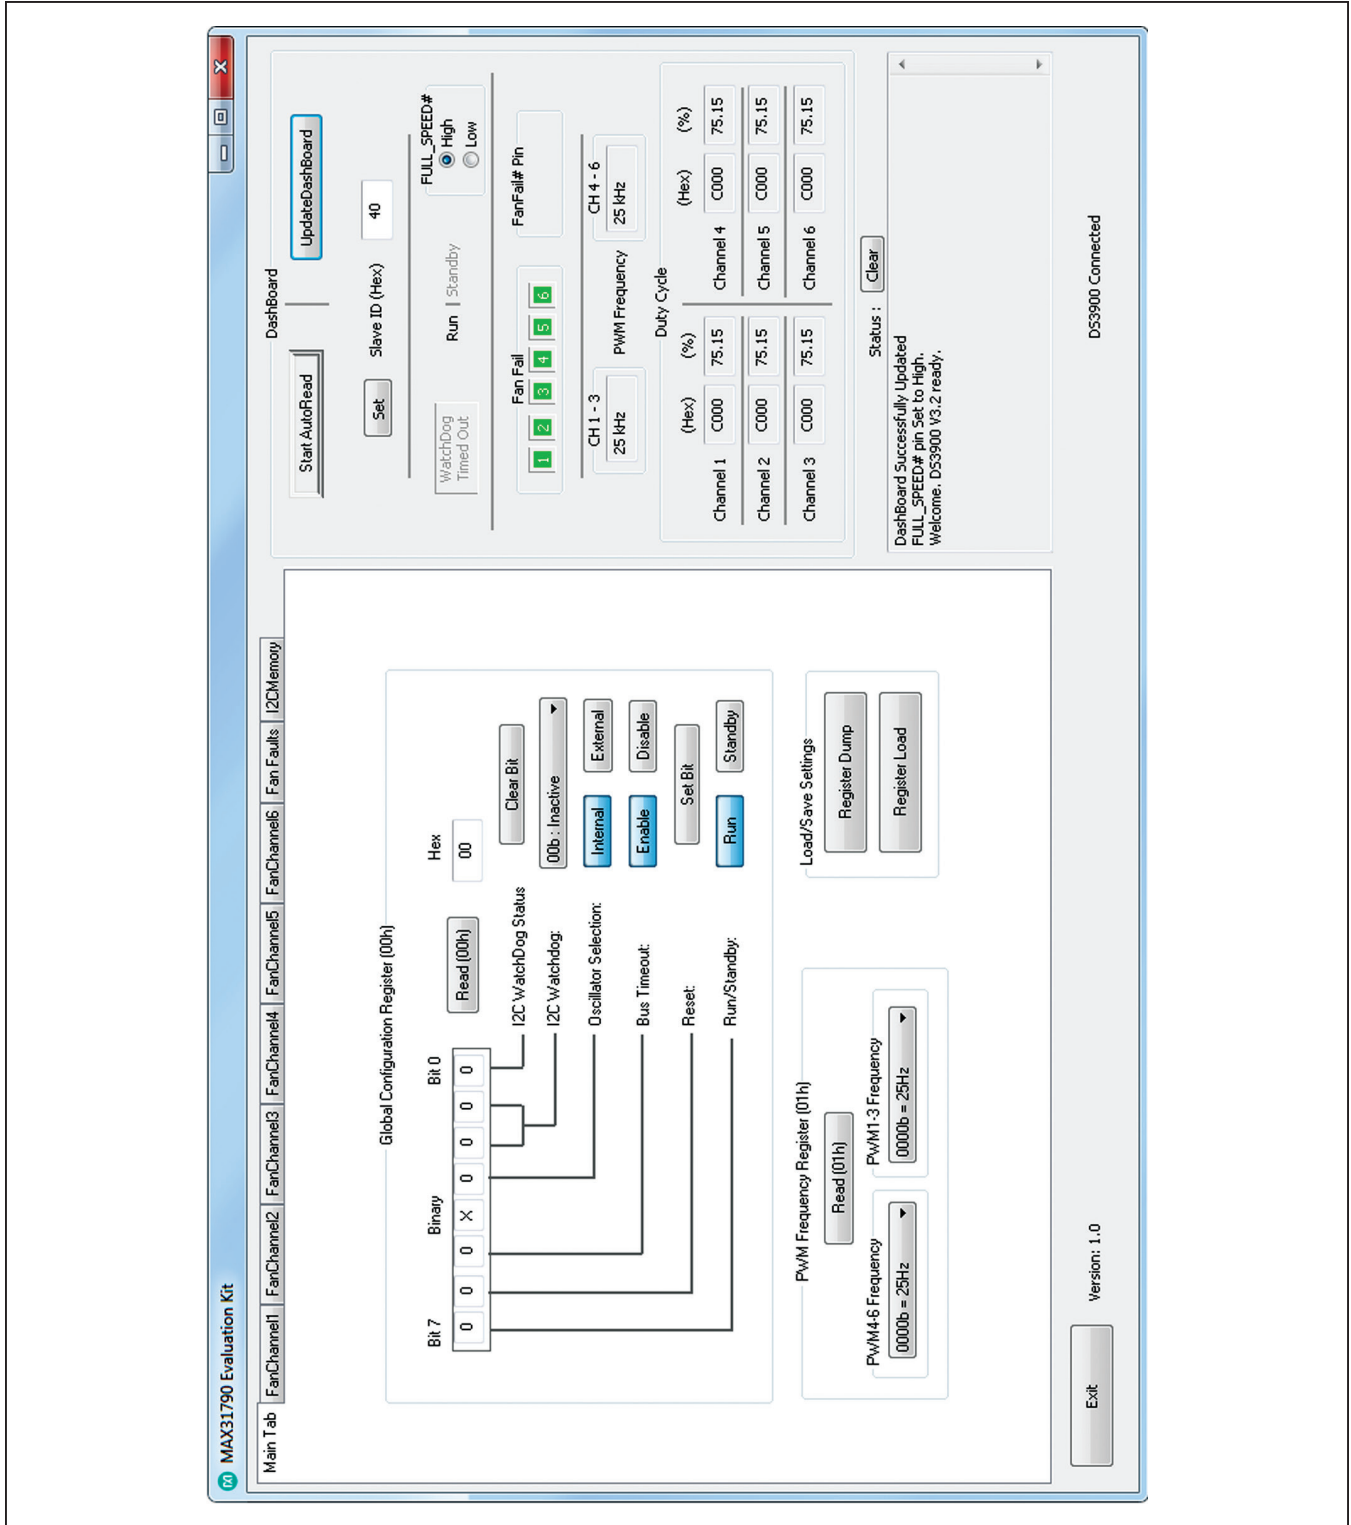 MAX31790 Evaluation Kit
Main Tab FanChannel1 FanChannel2 FanChannel3 FanChannel4 FanChannel5 FanChannel6 Fan Faults I2CMemory
Global Configuration Register (00h)
Bit 7 Binary Bit 0 Hex
0 0 0 X 0 0 0 0 Read (00h) 00
I2C WatchDog Status Clear Bit
I2C Watchdog: 00b : Inactive
Oscillator Selection: Internal External
Bus Timeout: Enable Disable
Reset: Set Bit
Run/Standby: Run Standby
PWM Frequency Register (01h)
Read (01h)
PWM4-6 Frequency PWM1-3 Frequency
0000b = 25Hz 0000b = 25Hz
Load/Save Settings
Register Dump
Register Load
DashBoard
Start AutoRead UpdateDashBoard
Set Slave ID (Hex) 40
WatchDog
Timed Out
Run | Standby
FULL_SPEED#
High
Low
Fan Fail
1 2 3 4 5 6
FanFail# Pin
CH 1 - 3 PWM Frequency CH 4 - 6
25 kHz 25 kHz
Duty Cycle
(Hex) (%) (Hex) (%)
Channel 1 C000 75.15 Channel 4 C000 75.15
Channel 2 C000 75.15 Channel 5 C000 75.15
Channel 3 C000 75.15 Channel 6 C000 75.15
Status : Clear
DashBoard Successfully Updated
FULL_SPEED# pin Set to High.
Welcome. DS3900 V3.2 ready.
Exit Version: 1.0 DS3900 Connected